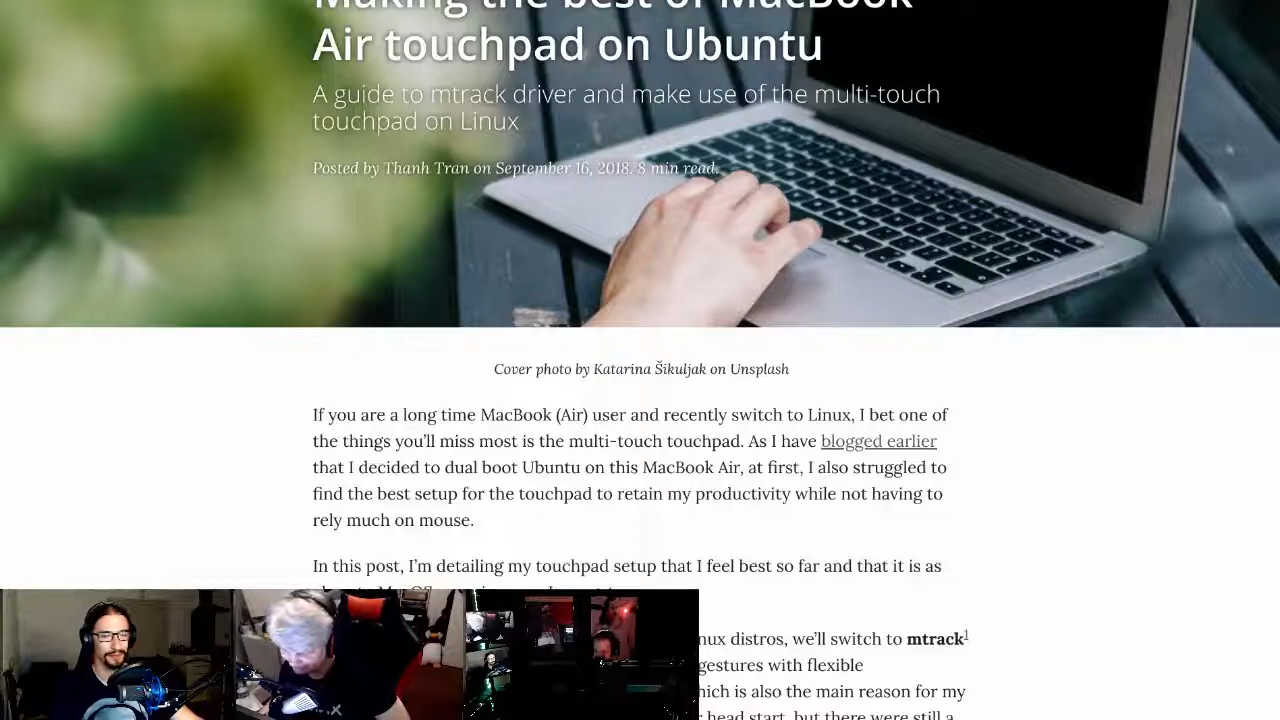 Making the best of MacBook
Air touchpad on Ubuntu
A guide to mtrack driver and make use of the multi-touch
touchpad on Linux
Posted by Thanh Tran on September 16, 2018. 8 min read.
Cover photo by Katarina Šikuljak on Unsplash
If you are a long time MacBook (Air) user and recently switch to Linux, I bet one of
the things you’ll miss most is the multi-touch touchpad. As I have blogged earlier
that I decided to dual boot Ubuntu on this MacBook Air, at first, I also struggled to
find the best setup for the touchpad to retain my productivity while not having to
rely much on mouse.
In this post, I’m detailing my touchpad setup that I feel best so far and that it is as
distros, we’ll switch to mtrack1
gestures with flexible
which is also the main reason for my
head start, but there were still a